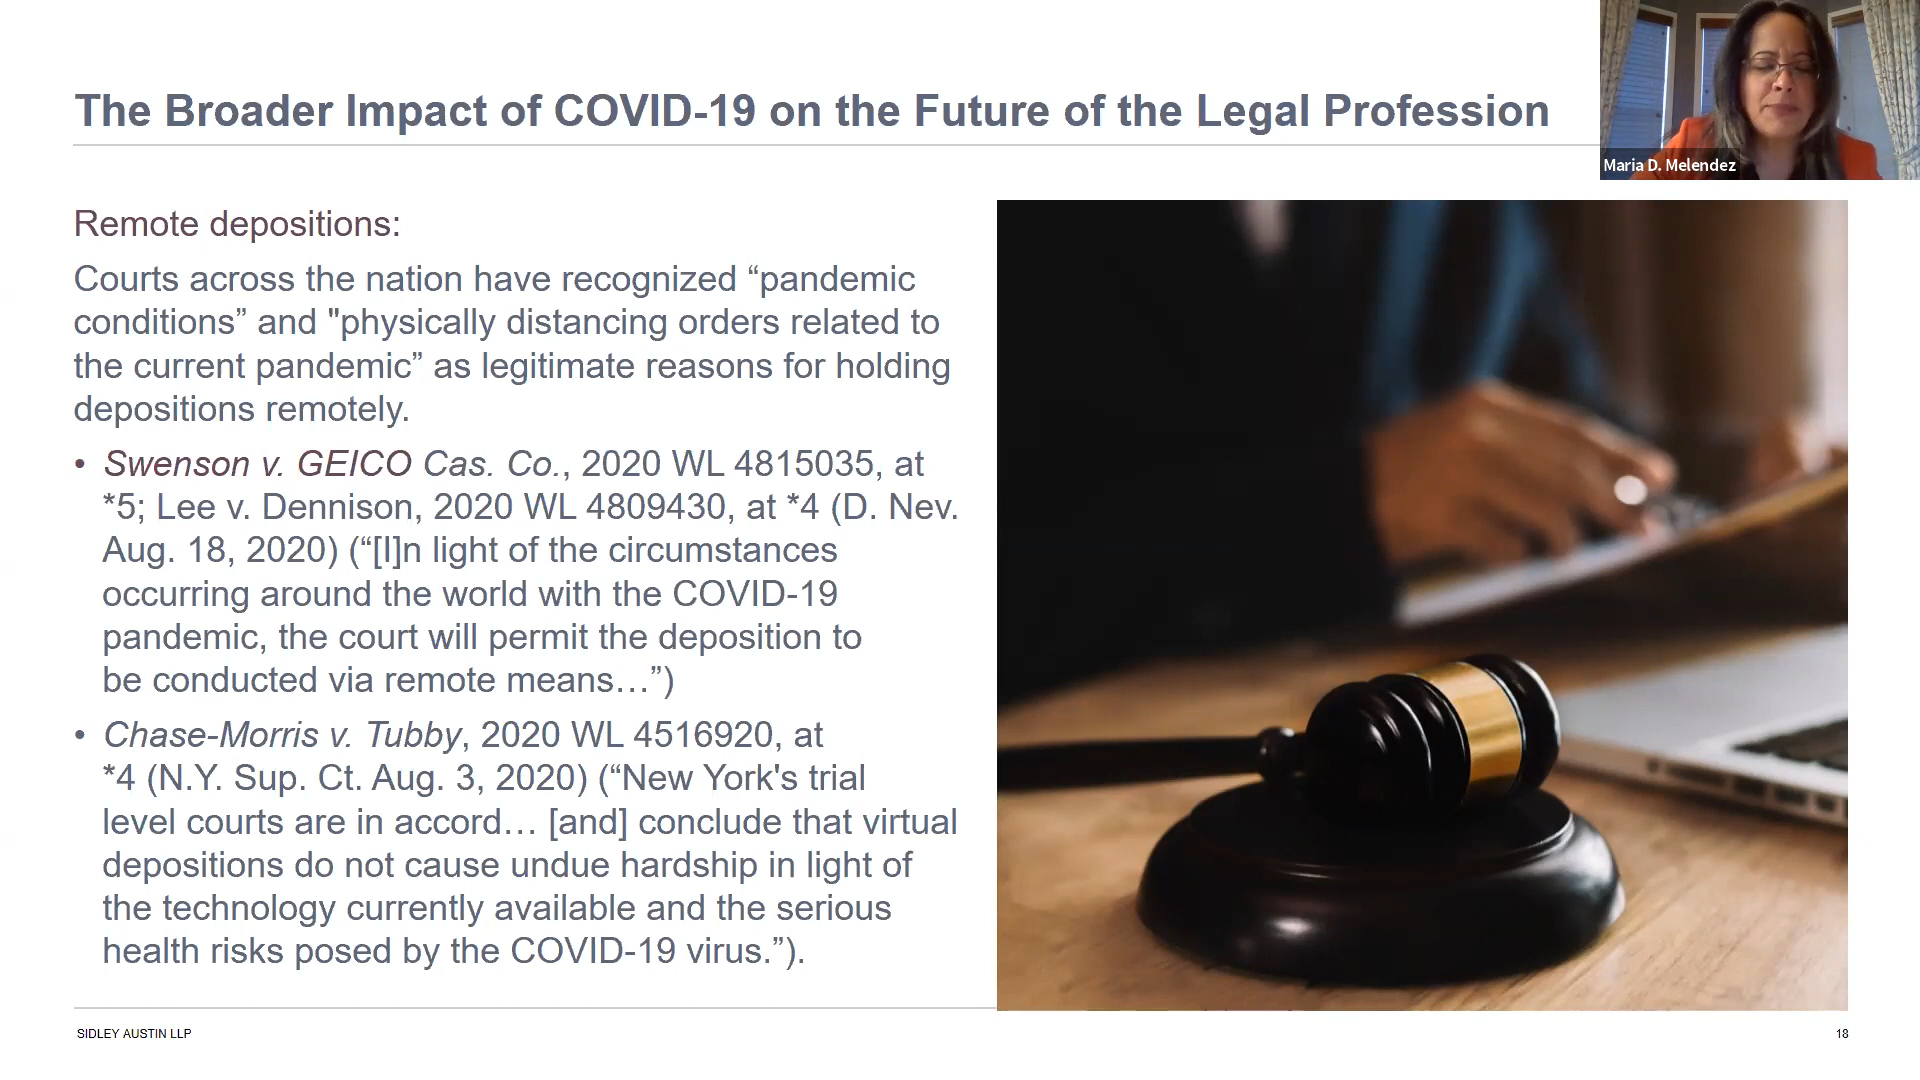 The Broader Impact of COVID-19 on the Future of the Legal Profession
Maria D. Melendez
Remote depositions:
Courts across the nation have recognized “pandemic
conditions” and "physically distancing orders related to
the current pandemic” as legitimate reasons for holding
depositions remotely.
• Swenson v. GEICO Cas. Co., 2020 WL 4815035, at
*5; Lee v. Dennison, 2020 WL 4809430, at *4 (D. Nev.
Aug. 18, 2020) (“[I]n light of the circumstances
occurring around the world with the COVID-19
pandemic, the court will permit the deposition to
be conducted via remote means…”)
• Chase-Morris v. Tubby, 2020 WL 4516920, at
*4 (N.Y. Sup. Ct. Aug. 3, 2020) (“New York's trial
level courts are in accord… [and] conclude that virtual
depositions do not cause undue hardship in light of
the technology currently available and the serious
health risks posed by the COVID-19 virus.”).
SIDLEY AUSTIN LLP
18